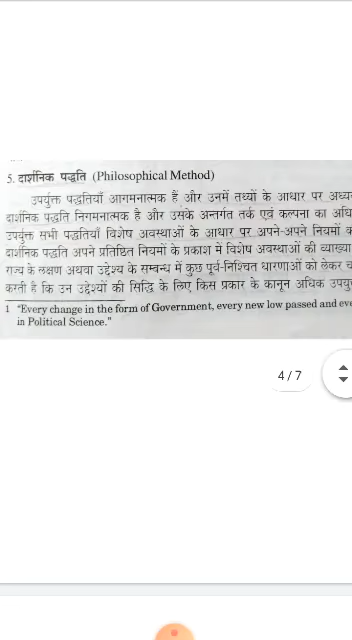 5. दार्शनिक पद्धति (Philosophical Method)
उपर्युक्त पद्धतियाँ आगमनात्मक हैं और उनमें तथ्यों के आधार पर
दार्शनिक पद्धति निगमनात्मक है और उसके अन्तर्गत तर्क एवं कल्पना का
उपर्युक्त सभी पद्धतियाँ विशेष अवस्थाओं के आधार पर अपने-अपने नियमों
दार्शनिक पद्धति अपने प्रतिष्ठित नियमों के प्रकाश में विशेष अवस्थाओं की व्याख्या
राज्य के लक्षण अथवा उद्देश्य के सम्बन्ध में कुछ पूर्व-निश्चित धारणाओं को लेकर
करती है कि उन उद्देश्यों की सिद्धि के लिए किस प्रकार के कानून अधिक
1 "Every change in the form of Government, every new low passed and
in Political Science."
4 / 7